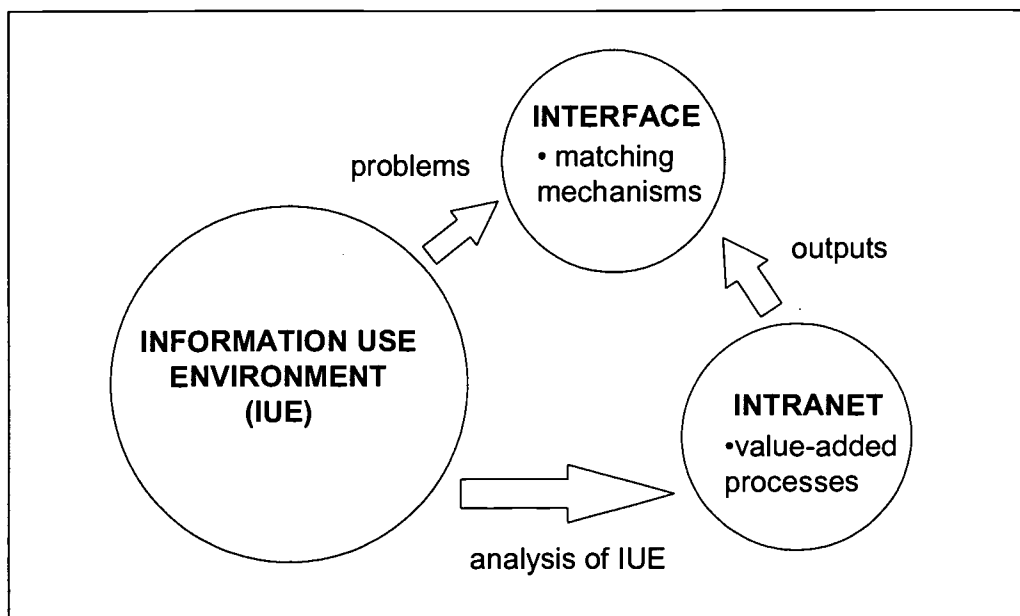 INTERFACE
• matching
mechanisms
problems
outputs
INFORMATION USE
ENVIRONMENT
(IUE)
INTRANET
•value-added
processes
analysis of IUE